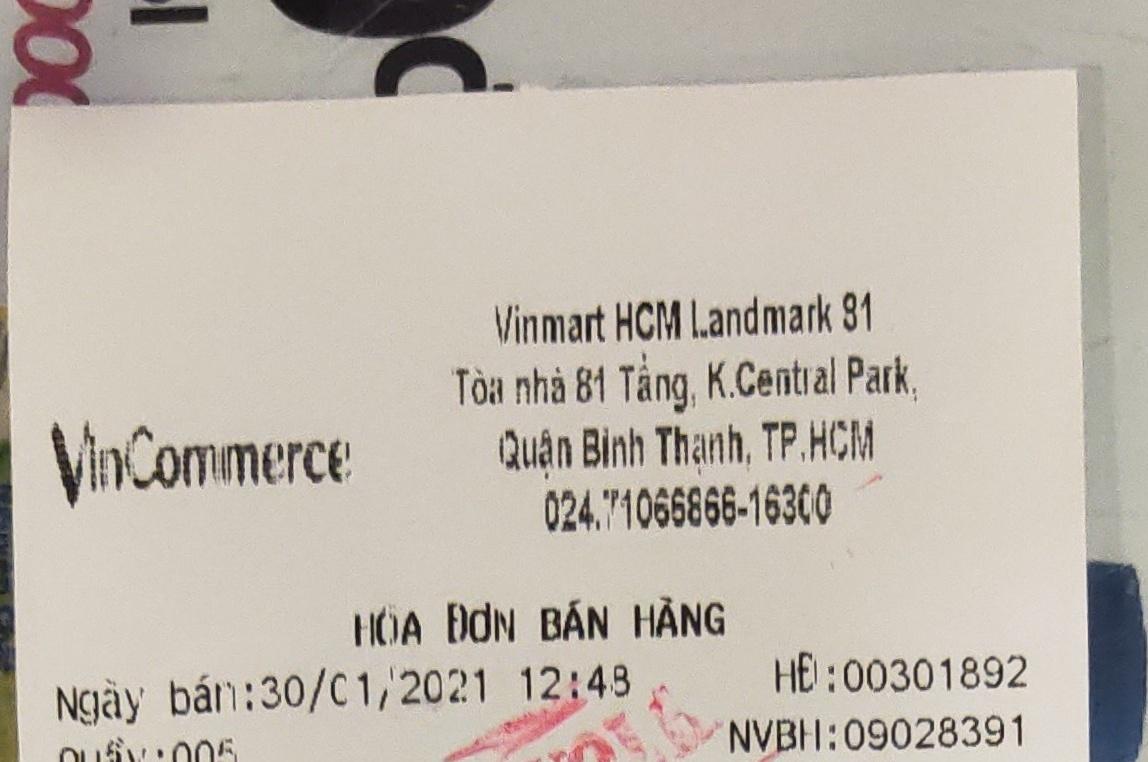 Vinmart HCM Landmark 81
Tòa nhà 81 Tầng, K.Central Park,
Quận Bình Thạnh, TP.HCM
024.71066866-16300
VinCommerce
HÓA ĐƠN BÁN HÀNG
Ngày bán:30/01/2021 12:48 HĐ:00301892
Quầy:005 NVBH:09028391